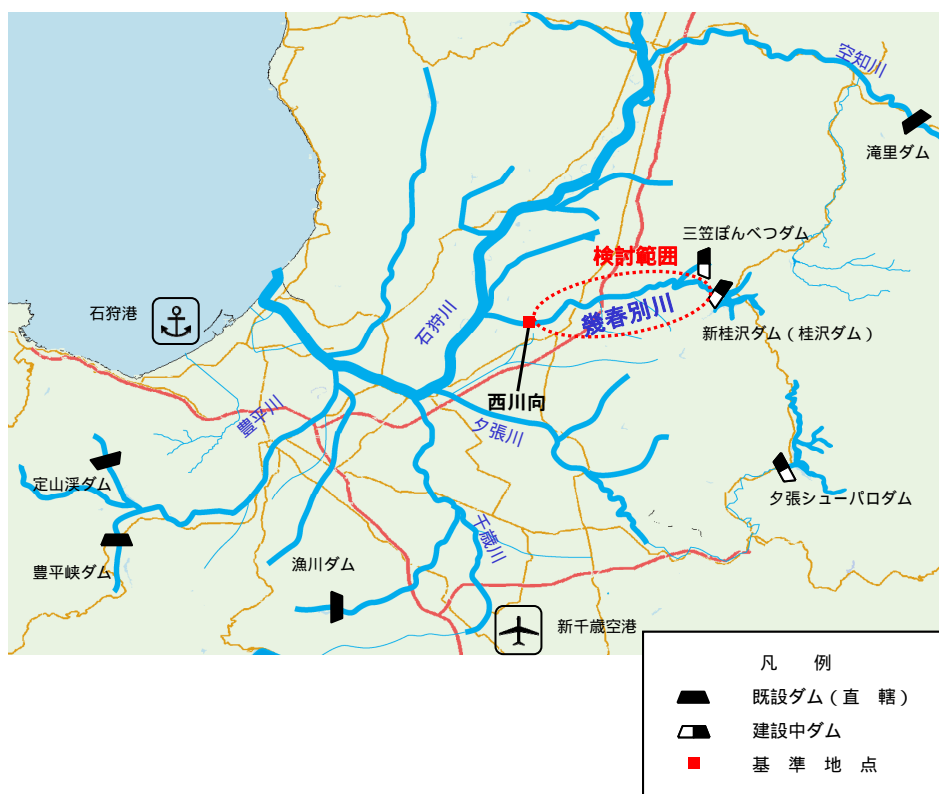 空知川
滝里ダム
三笠ぽんべつダム
検討範囲
幾春別川
新桂沢ダム(桂沢ダム)
石狩港
石狩川
西川向
豊平川
夕張川
定山渓ダム
夕張シューパロダム
千歳川
豊平峡ダム
漁川ダム
新千歳空港
凡 例
既設ダム(直 轄)
建設中ダム
基 準 地 点